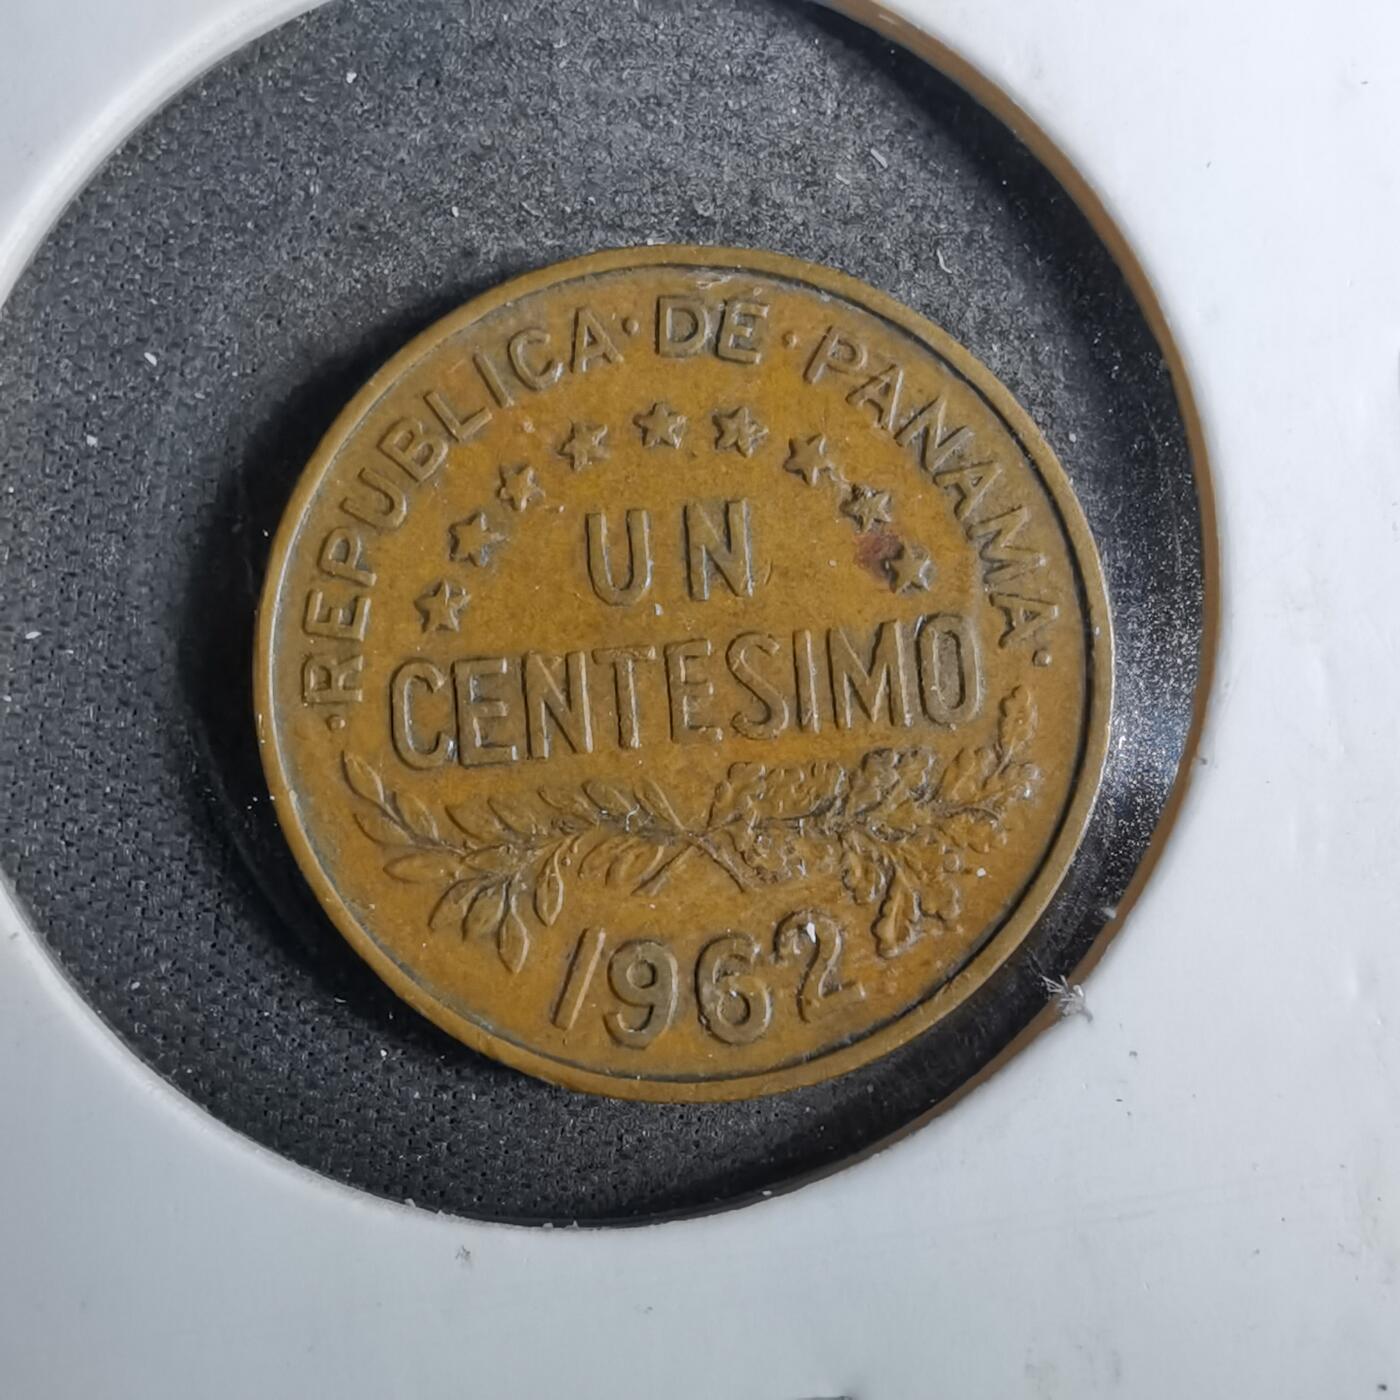 ·REPUBLICA·DE·PANAMA·
UN
CENTESIMO
1962